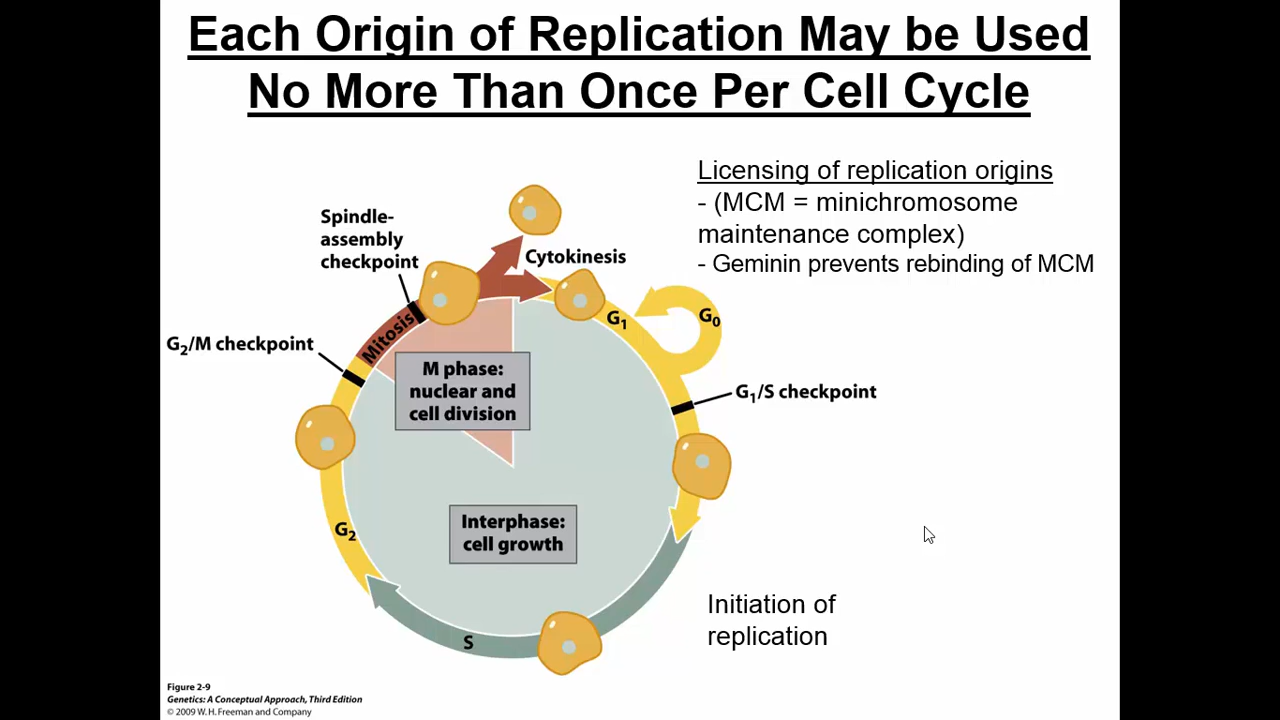 Each Origin of Replication May be Used
No More Than Once Per Cell Cycle
Licensing of replication origins
- (MCM = minichromosome
maintenance complex)
- Geminin prevents rebinding of MCM
Spindle-
assembly
checkpoint
Cytokinesis
G₁
G₀
Mitosis
G₂/M checkpoint
M phase:
nuclear and
cell division
G₁/S checkpoint
Interphase:
cell growth
G₂
S
Initiation of
replication
Figure 2-9
Genetics: A Conceptual Approach, Third Edition
© 2009 W. H. Freeman and Company